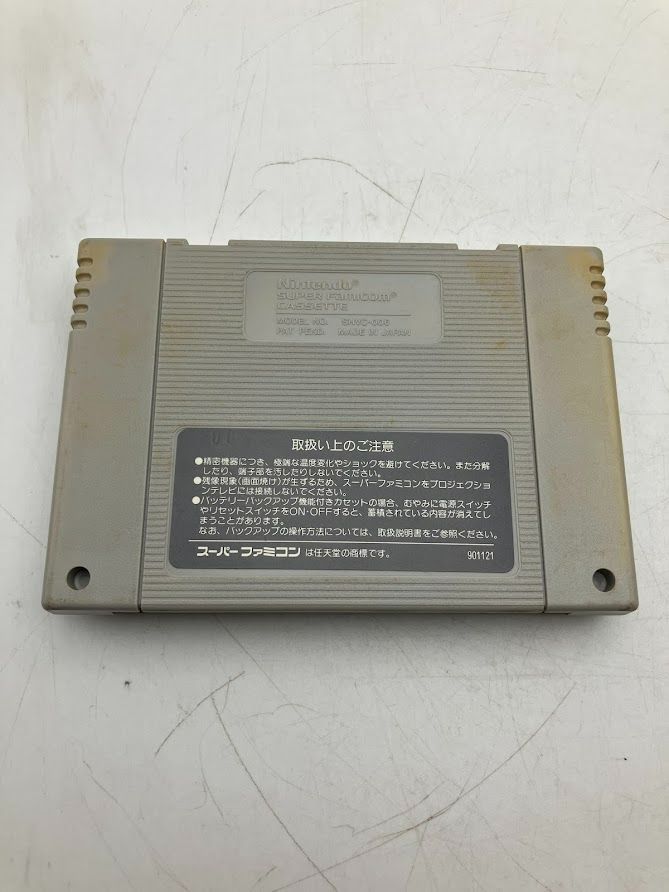 Nintendo®
SUPER FAMICOM®
CASSETTE
MODEL NO. SHVC-006
PAT. PEND. MADE IN JAPAN
取扱い上のご注意
●精密機器につき、極端な温度変化やショックを避けてください。また分解
したり、端子部を汚したりしないでください。
●残像現象(画面焼け)が生ずるため、スーパーファミコンをプロジェクショ
ンテレビには接続しないでください。
●バッテリーバックアップ機能付きカセットの場合、むやみに電源スイッチ
やリセットスイッチをON・OFFすると、蓄積されている内容が消えてし
まうことがあります。
なお、バックアップの操作方法については、取扱説明書をご参照ください。
スーパーファミコン は任天堂の商標です。 901121